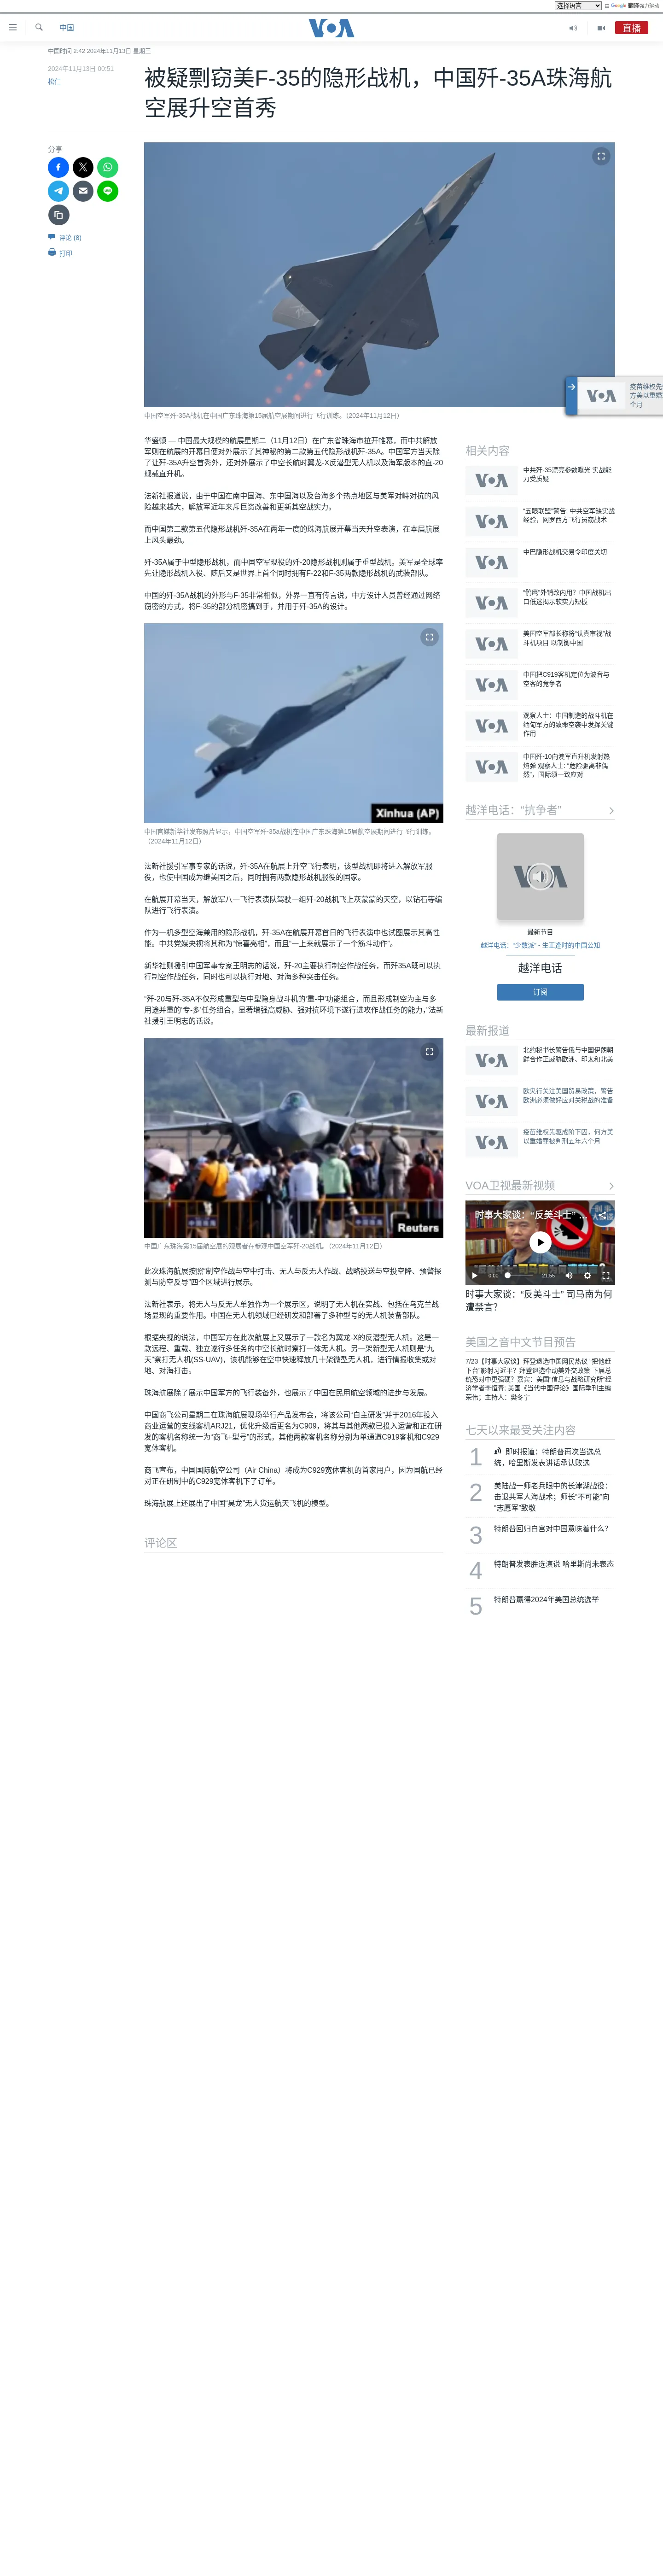 选择语言
由 Google 翻译强力驱动
中国
VOA
直播
中国时间 2:42 2024年11月13日 星期三
2024年11月13日 00:51
松仁
被疑剽窃美F-35的隐形战机，中国歼-35A珠海航
空展升空首秀
分享
评论 (8)
打印
中国空军歼-35A战机在中国广东珠海第15届航空展期间进行飞行训练。（2024年11月12日）
疫苗维权先
方美以重婚
个月
华盛顿 — 中国最大规模的航展星期二（11月12日）在广东省珠海市拉开帷幕，而中共解放
军则在航展的开幕日便对外展示了其神秘的第二款第五代隐形战机歼-35A。中国军方当天除
了让歼-35A升空首秀外，还对外展示了中空长航时翼龙-X反潜型无人机以及海军版本的直-20
舰载直升机。
法新社报道说，由于中国在南中国海、东中国海以及台海多个热点地区与美军对峙对抗的风
险越来越大，解放军近年来斥巨资改善和更新其空战实力。
而中国第二款第五代隐形战机歼-35A在两年一度的珠海航展开幕当天升空表演，在本届航展
上风头最劲。
歼-35A属于中型隐形战机，而中国空军现役的歼-20隐形战机则属于重型战机。美军是全球率
先让隐形战机入役、随后又是世界上首个同时拥有F-22和F-35两款隐形战机的武装部队。
中国的歼-35A战机的外形与F-35非常相似，外界一直有传言说，中方设计人员曾经通过网络
窃密的方式，将F-35的部分机密搞到手，并用于歼-35A的设计。
Xinhua (AP)
中国官媒新华社发布照片显示，中国空军歼-35a战机在中国广东珠海第15届航空展期间进行飞行训练。
（2024年11月12日）
法新社援引军事专家的话说，歼-35A在航展上升空飞行表明，该型战机即将进入解放军服
役，也使中国成为继美国之后，同时拥有两款隐形战机服役的国家。
在航展开幕当天，解放军八一飞行表演队驾驶一组歼-20战机飞上灰蒙蒙的天空，以钻石等编
队进行飞行表演。
作为一机多型空海兼用的隐形战机，歼-35A在航展开幕首日的飞行表演中也试图展示其高性
能。中共党媒央视将其称为“惊喜亮相”，而且“一上来就展示了一个筋斗动作”。
新华社则援引中国军事专家王明志的话说，歼-20主要执行制空作战任务，而歼35A既可以执
行制空作战任务，同时也可以执行对地、对海多种突击任务。
“歼-20与歼-35A不仅形成重型与中型隐身战斗机的‘重-中’功能组合，而且形成制空为主与多
用途并重的‘专-多’任务组合，显著增强高威胁、强对抗环境下遂行进攻作战任务的能力，”法新
社援引王明志的话说。
Reuters
中国广东珠海第15届航空展的观展者在参观中国空军歼-20战机。（2024年11月12日）
此次珠海航展按照“制空作战与空中打击、无人与反无人作战、战略投送与空投空降、预警探
测与防空反导”四个区域进行展示。
法新社表示，将无人与反无人单独作为一个展示区，说明了无人机在实战、包括在乌克兰战
场显现的重要作用。中国在无人机领域已经研发和部署了多种型号的无人机装备部队。
根据央视的说法，中国军方在此次航展上又展示了一款名为翼龙-X的反潜型无人机。这是一
款远程、重载、独立遂行多任务的中空长航时察打一体无人机。另一架新型无人机则是“九
天”察打无人机(SS-UAV)，该机能够在空中快速释放几十架微型无人机，进行情报收集或对
地、对海打击。
珠海航展除了展示中国军方的飞行装备外，也展示了中国在民用航空领域的进步与发展。
中国商飞公司星期二在珠海航展现场举行产品发布会，将该公司“自主研发”并于2016年投入
商业运营的支线客机ARJ21，优化升级后更名为C909，将其与其他两款已投入运营和正在研
发的客机名称统一为“商飞+型号”的形式。其他两款客机名称分别为单通道C919客机和C929
宽体客机。
商飞宣布，中国国际航空公司（Air China）将成为C929宽体客机的首家用户，因为国航已经
对正在研制中的C929宽体客机下了订单。
珠海航展上还展出了中国“昊龙”无人货运航天飞机的模型。
评论区
相关内容
VOA
中共歼-35漂亮参数曝光 实战能
力受质疑
VOA
“五眼联盟”警告: 中共空军缺实战
经验，网罗西方飞行员窃战术
VOA
中巴隐形战机交易令印度关切
VOA
“鹘鹰”外销改内用？中国战机出
口低迷揭示软实力短板
VOA
美国空军部长称将“认真审视”战
斗机项目 以制衡中国
VOA
中国把C919客机定位为波音与
空客的竞争者
VOA
观察人士：中国制造的战斗机在
缅甸军方的致命空袭中发挥关键
作用
VOA
中国歼-10向澳军直升机发射热
焰弹 观察人士: “危险驱离非偶
然”，国际须一致应对
越洋电话：“抗争者”
VOA
最新节目
越洋电话：“少数派” - 生正逢时的中国公知
越洋电话
订阅
最新报道
VOA
北约秘书长警告俄与中国伊朗朝
鲜合作正威胁欧洲、印太和北美
VOA
欧央行关注美国贸易政策，警告
欧洲必须做好应对关税战的准备
VOA
疫苗维权先驱成阶下囚，何方美
以重婚罪被判刑五年六个月
VOA卫视最新视频
时事大家谈：“反美斗士” …
0:00
21:55
时事大家谈：“反美斗士” 司马南为何
遭禁言？
美国之音中文节目预告
7/23【时事大家谈】拜登退选中国网民热议 “把他赶
下台”影射习近平？拜登退选牵动美外交政策 下届总
统恐对中更强硬？嘉宾：美国“信息与战略研究所”经
济学者李恒青; 美国《当代中国评论》国际季刊主编
荣伟；主持人：樊冬宁
七天以来最受关注内容
1
即时报道：特朗普再次当选总
统，哈里斯发表讲话承认败选
2
美陆战一师老兵眼中的长津湖战役：
击退共军人海战术；师长“不可能”向
“志愿军”致敬
3
特朗普回归白宫对中国意味着什么？
4
特朗普发表胜选演说 哈里斯尚未表态
5
特朗普赢得2024年美国总统选举